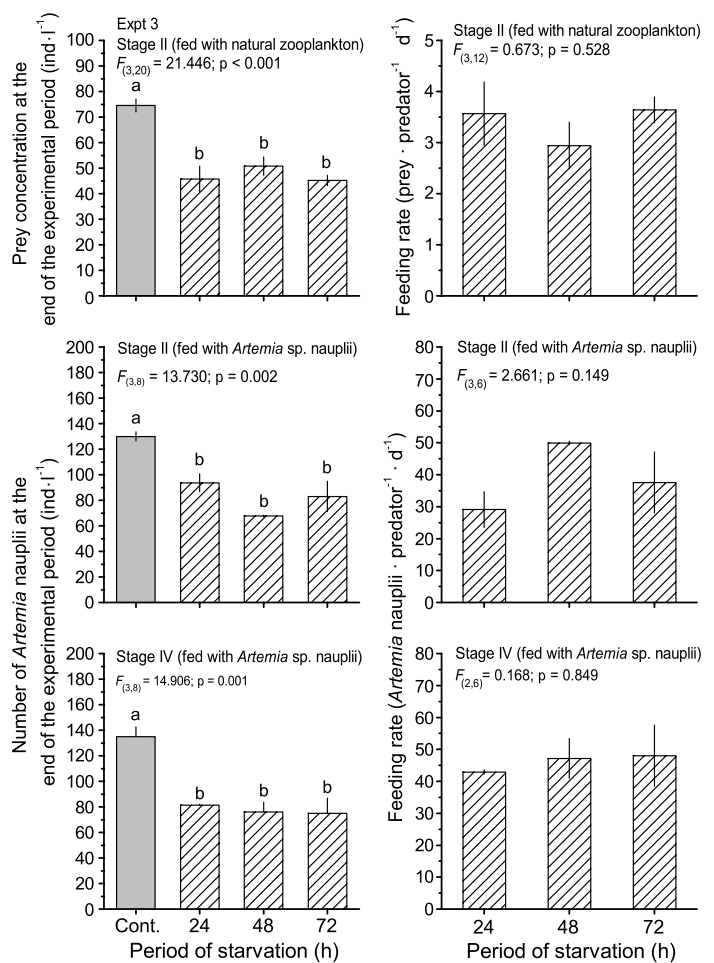 Expt 3
Stage II (fed with natural zooplankton)
F(3,20) = 21.446; p < 0.001
Prey concentration at the
end of the experimental period (ind·l-1)
100
90
80
70
60
50
40
30
20
10
0
a
b
b
b
Stage II (fed with natural zooplankton)
F(3,12) = 0.673; p = 0.528
Feeding rate (prey · predator-1 d-1)
5
4
3
2
1
0
Stage II (fed with Artemia sp. nauplii)
F(3,8) = 13.730; p = 0.002
Number of Artemia nauplii at the
end of the experimental period (ind·l-1)
200
180
160
140
120
100
80
60
40
20
0
a
b
b
b
Stage II (fed with Artemia sp. nauplii)
F(3,6) = 2.661; p = 0.149
Feeding rate (Artemia nauplii · predator-1 · d-1)
80
70
60
50
40
30
20
10
0
Stage IV (fed with Artemia sp. nauplii)
F(3,8) = 14.906; p = 0.001
200
180
160
140
120
100
80
60
40
20
0
a
b
b
b
Cont. 24 48 72
Period of starvation (h)
Stage IV (fed with Artemia sp. nauplii)
F(2,6) = 0.168; p = 0.849
80
70
60
50
40
30
20
10
0
24 48 72
Period of starvation (h)